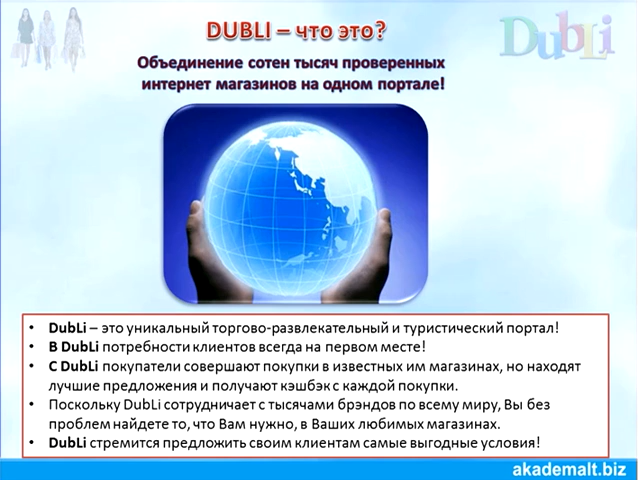 DUBLI – что это?
DubLi
Объединение сотен тысяч проверенных
интернет магазинов на одном портале!
• DubLi – это уникальный торгово-развлекательный и туристический портал!
• В DubLi потребности клиентов всегда на первом месте!
• С DubLi покупатели совершают покупки в известных им магазинах, но находят
лучшие предложения и получают кэшбэк с каждой покупки.
• Поскольку DubLi сотрудничает с тысячами брэндов по всему миру, Вы без
проблем найдете то, что Вам нужно, в Ваших любимых магазинах.
• DubLi стремится предложить своим клиентам самые выгодные условия!
akademalt.biz